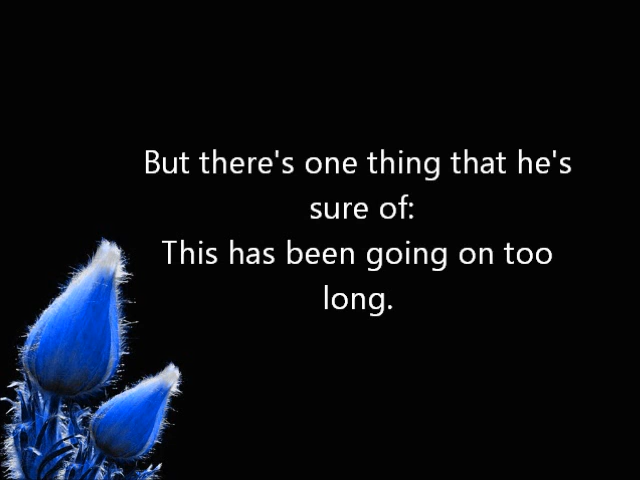 But there's one thing that he's
sure of:
This has been going on too
long.